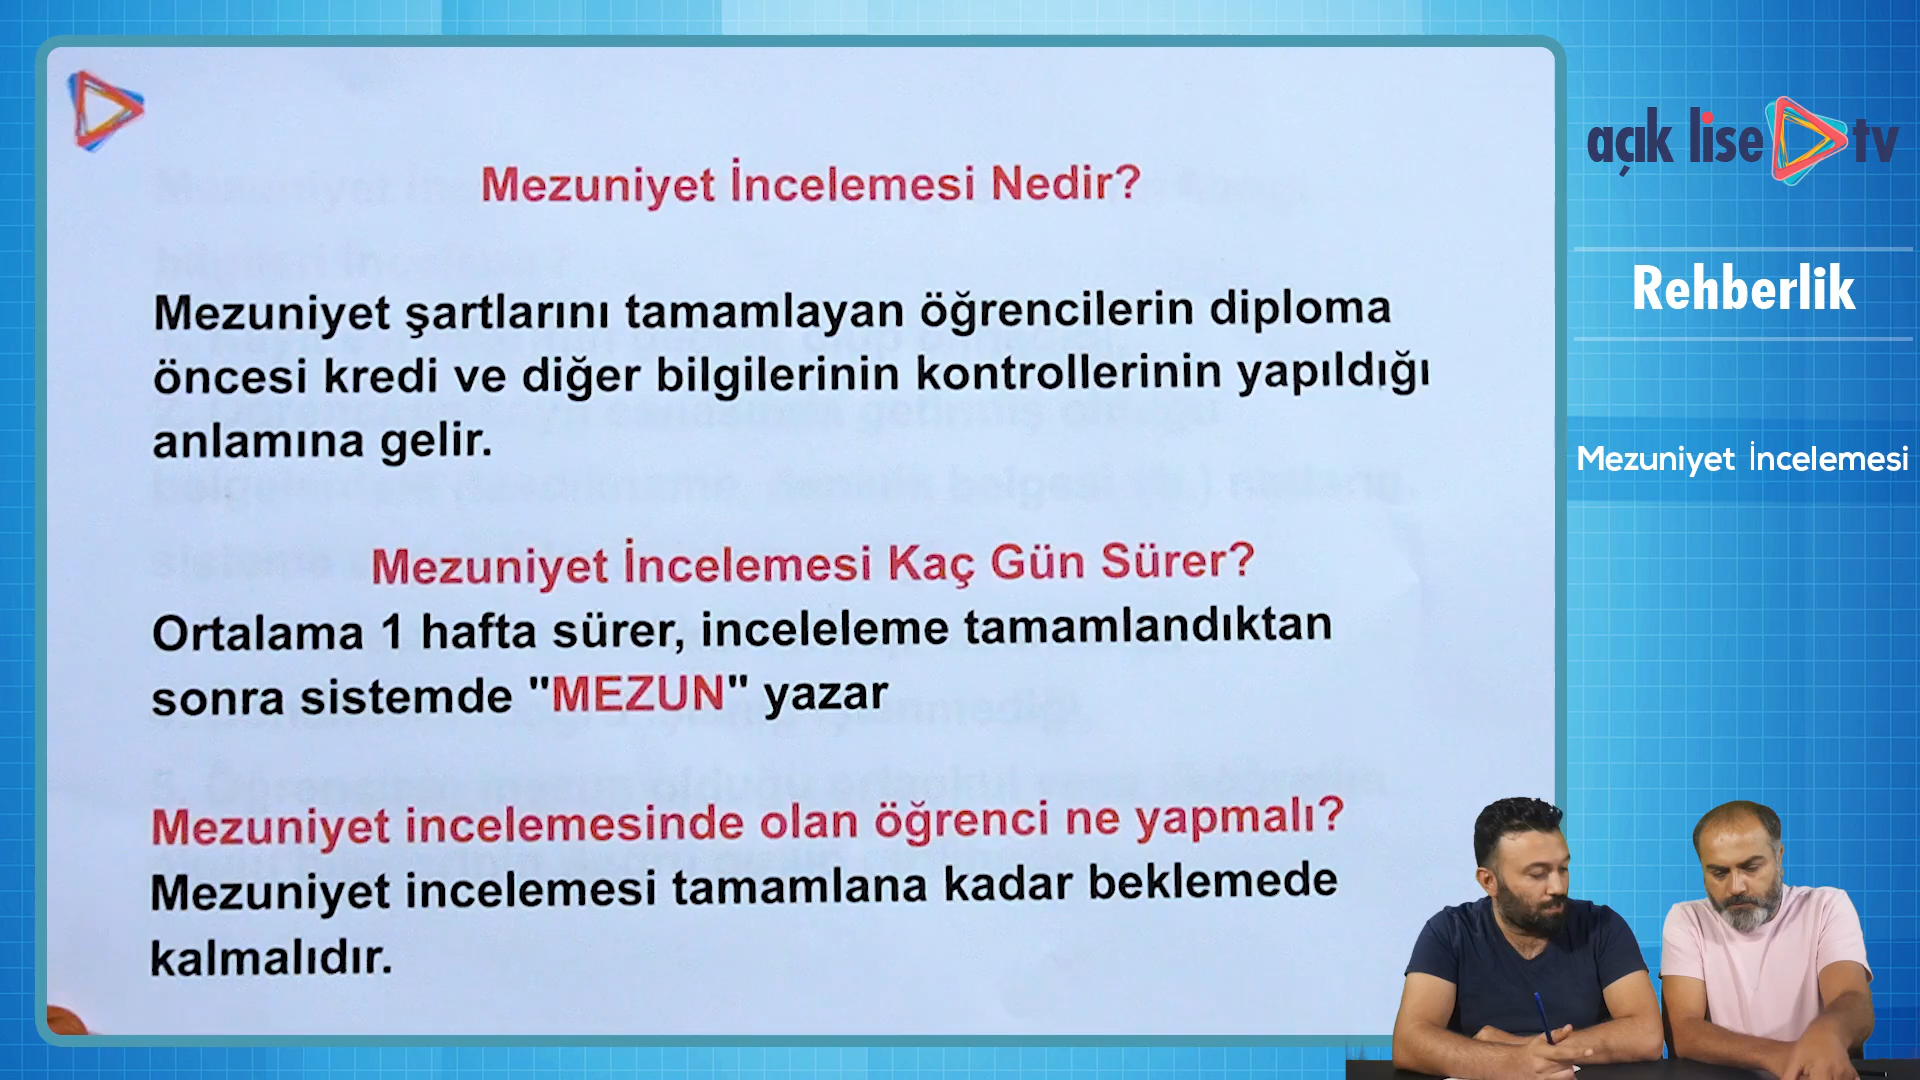 Mezuniyet İncelemesi Nedir?
Mezuniyet şartlarını tamamlayan öğrencilerin diploma
öncesi kredi ve diğer bilgilerinin kontrollerinin yapıldığı
anlamına gelir.
Mezuniyet İncelemesi Kaç Gün Sürer?
Ortalama 1 hafta sürer, inceleleme tamamlandıktan
sonra sistemde "MEZUN" yazar
Mezuniyet incelemesinde olan öğrenci ne yapmalı?
Mezuniyet incelemesi tamamlana kadar beklemede
kalmalıdır.
açık lise tv
Rehberlik
Mezuniyet İncelemesi